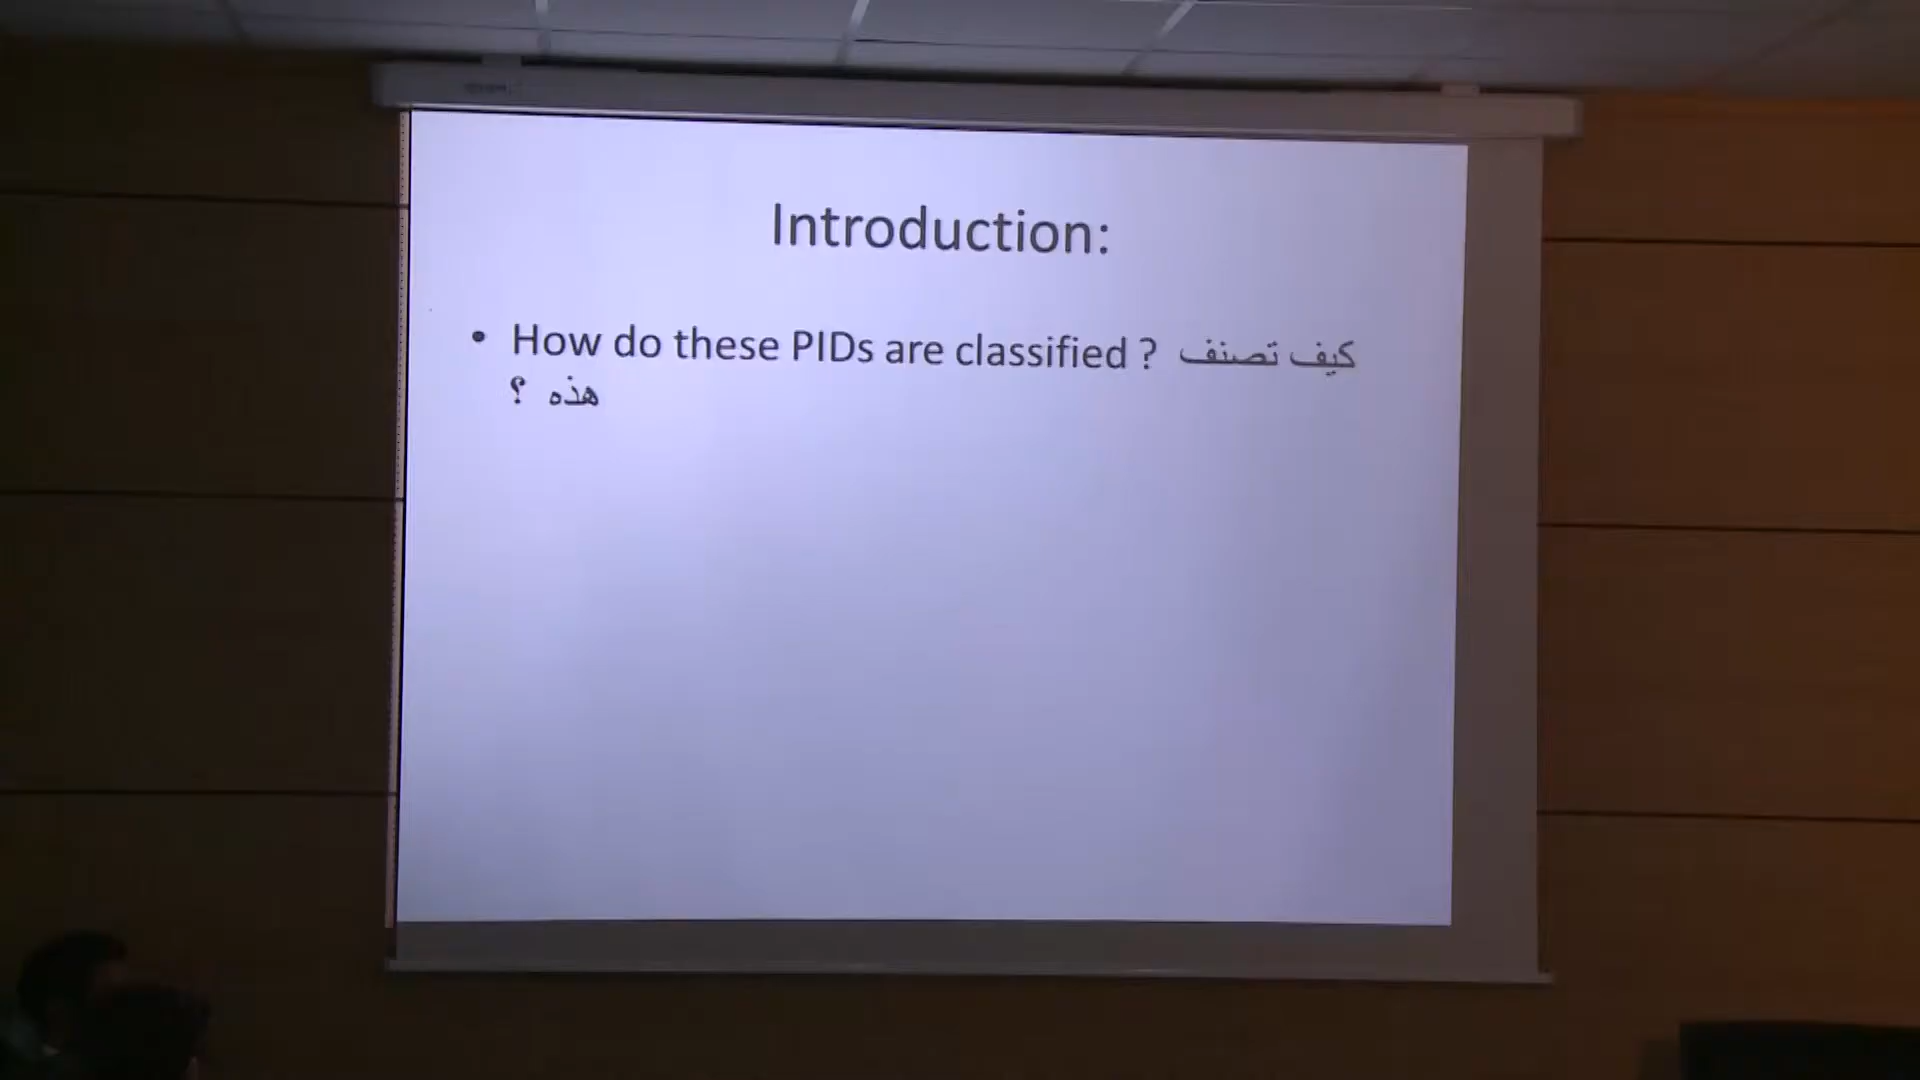 Introduction:
• How do these PIDs are classified ? كيف تصنف
هذه ؟